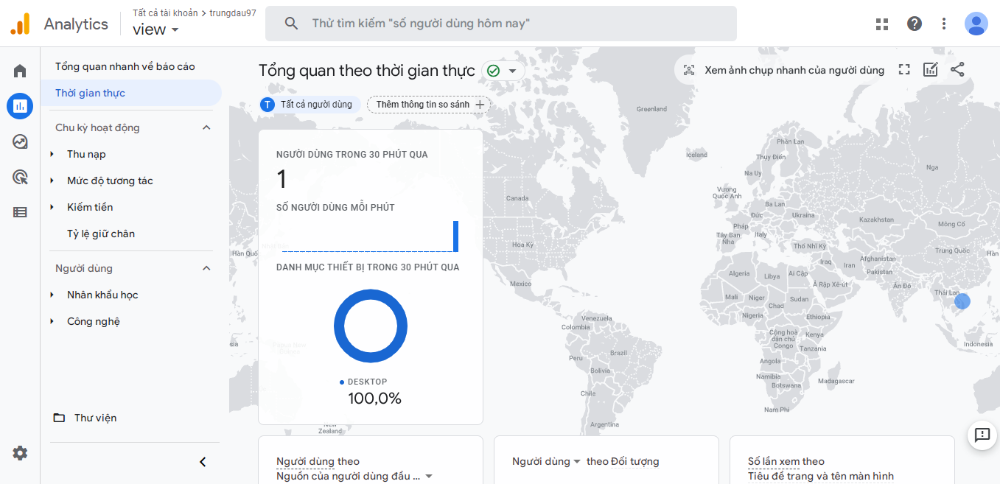 Analytics
Tất cả tài khoản > trungdau97
view
Thử tìm kiếm "số người dùng hôm nay"
Tổng quan nhanh về báo cáo
Thời gian thực
Chu kỳ hoạt động
Thu nạp
Mức độ tương tác
Kiếm tiền
Tỷ lệ giữ chân
Người dùng
Nhân khẩu học
Công nghệ
Thư viện
Tổng quan theo thời gian thực
Xem ảnh chụp nhanh của người dùng
T Tất cả người dùng
Thêm thông tin so sánh
NGƯỜI DÙNG TRONG 30 PHÚT QUA
1
SỐ NGƯỜI DÙNG MỖI PHÚT
DANH MỤC THIẾT BỊ TRONG 30 PHÚT QUA
DESKTOP
100,0%
Greenland
Iceland
Phần Lan
Thụy Điển
Na Uy
Nga
Vương
Quốc Anh
Canada
Ba Lan
Đức
Ukraina
Kazakhstan
Mông Cổ
Pháp
Tây Ban
Nha
Italy
Thổ Nhĩ Kỳ
Hoa Kỳ
Hàn Quố
Trung Quốc
Hàn
Iraq
Iran
Afghanistan
Pakistan
Algeria
Libya
Ai Cập
Ả Rập Xê-út
Ấn Độ
Mexico
Thái Lan
Mali
Niger
Chad
Sudan
Nigeria
Ethiopia
Venezuela
Colombia
Cộng hòa
dân chủ
Congo
Kenya
Tanzania
sia
Papua New
Guinea
Indonesia
Peru
Brazil
Bolivia
Angola
Namibia
Botswana
Madagascar
Chile
Nam Phi
Argentina
New
Zealand
Người dùng theo
Nguồn của người dùng đầu ...
Người dùng theo Đối tượng
Số lần xem theo
Tiêu đề trang và tên màn hình